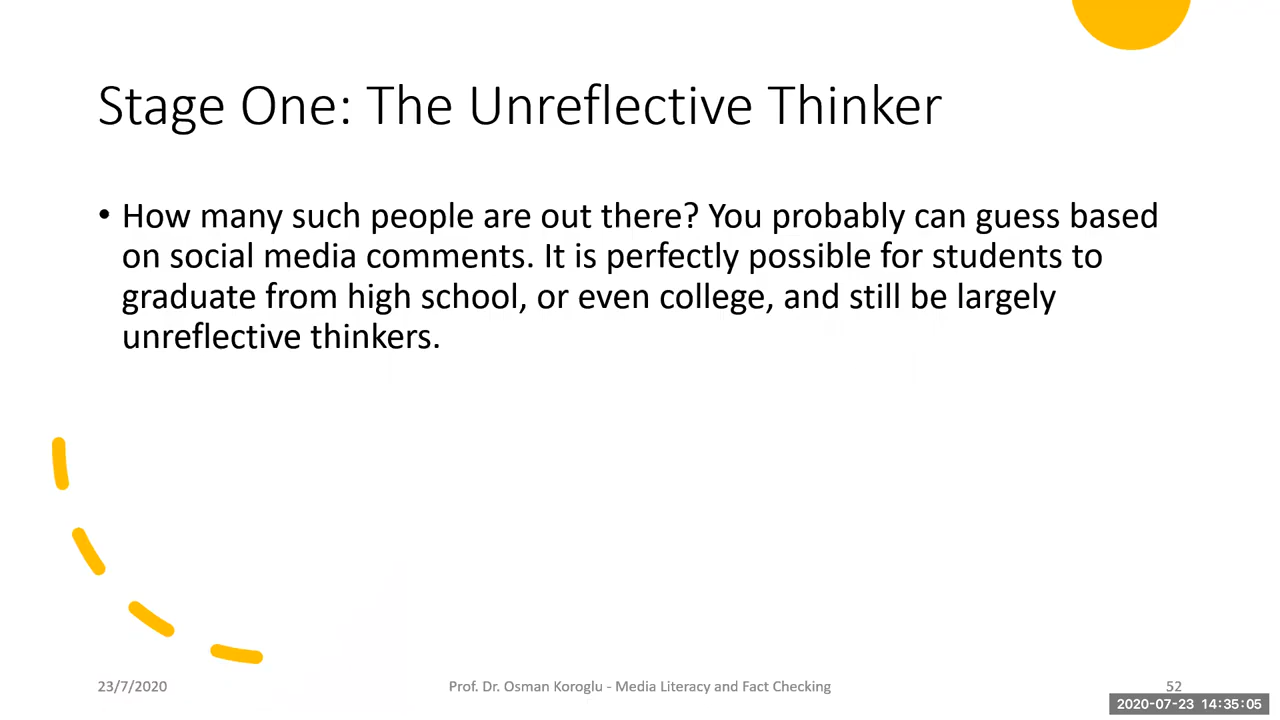 Stage One: The Unreflective Thinker
• How many such people are out there? You probably can guess based
on social media comments. It is perfectly possible for students to
graduate from high school, or even college, and still be largely
unreflective thinkers.
23/7/2020
Prof. Dr. Osman Koroglu - Media Literacy and Fact Checking
52
2020-07-23 14:35:05